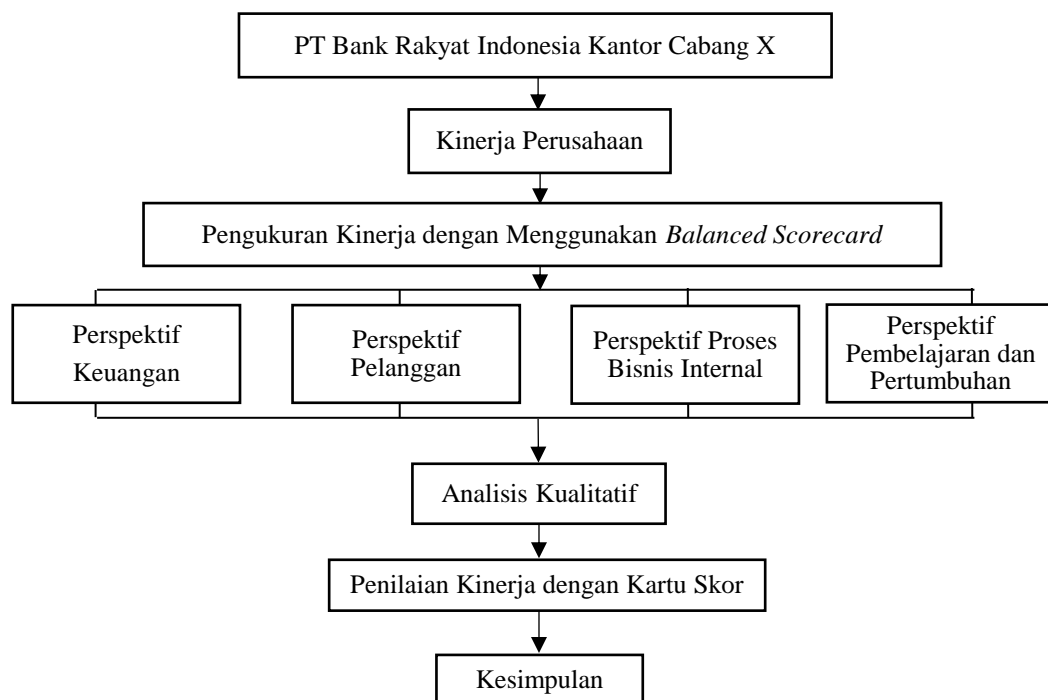 PT Bank Rakyat Indonesia Kantor Cabang X
Kinerja Perusahaan
Pengukuran Kinerja dengan Menggunakan Balanced Scorecard
Perspektif
Keuangan
Perspektif
Pelanggan
Perspektif Proses
Bisnis Internal
Perspektif
Pembelajaran dan
Pertumbuhan
Analisis Kualitatif
Penilaian Kinerja dengan Kartu Skor
Kesimpulan